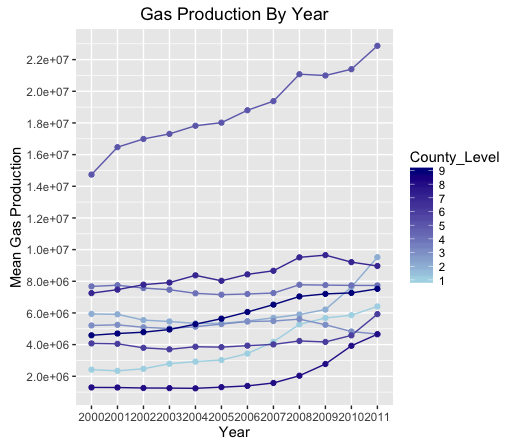 Gas Production By Year
Mean Gas Production
2.2e+07
2.0e+07
1.8e+07
1.6e+07
1.4e+07
1.2e+07
1.0e+07
8.0e+06
6.0e+06
4.0e+06
2.0e+06
2000 2001 2002 2003 2004 2005 2006 2007 2008 2009 2010 2011
Year
County_Level
9
8
7
6
5
4
3
2
1